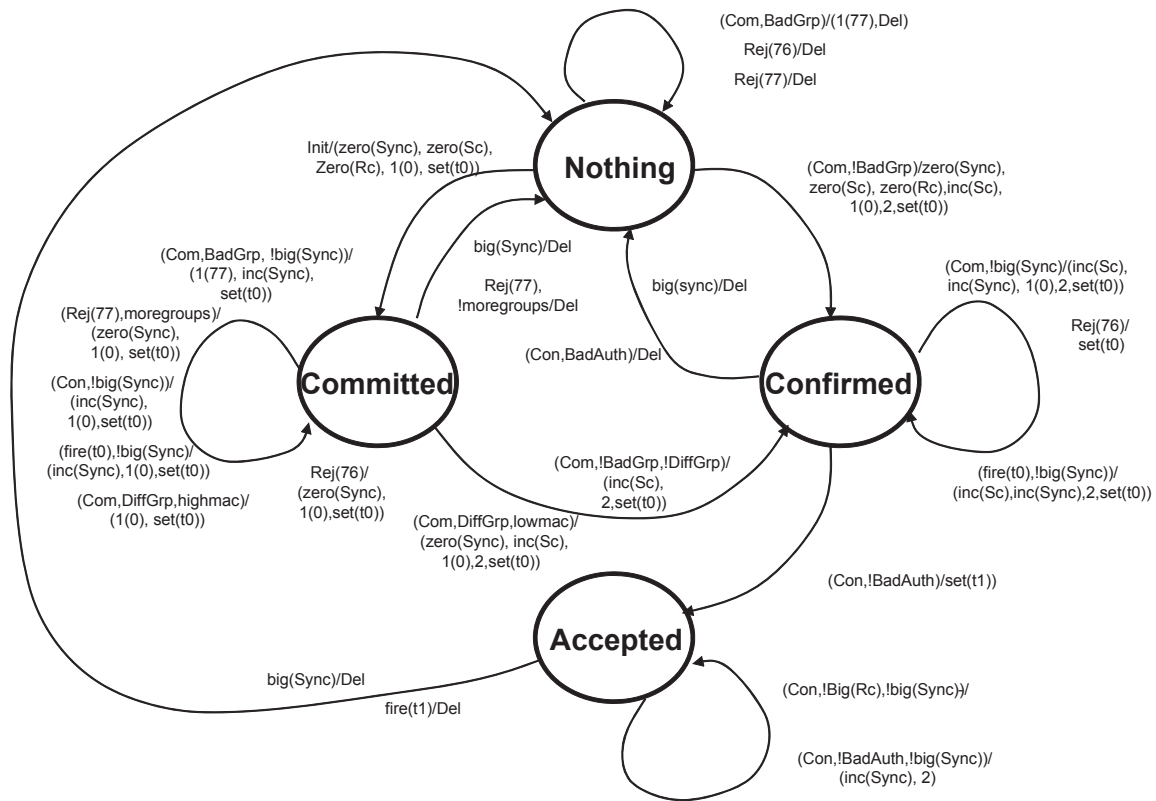 (Com,BadGrp)/(1(77),Del)
Rej(76)/Del
Rej(77)/Del
Init/(zero(Sync), zero(Sc),
Zero(Rc), 1(0), set(t0))
Nothing
(Com,!BadGrp)/zero(Sync),
zero(Sc), zero(Rc),inc(Sc),
1(0),2,set(t0))
big(Sync)/Del
Rej(77),
!moregroups/Del
big(sync)/Del
(Con,BadAuth)/Del
(Com,BadGrp, !big(Sync))/
(1(77), inc(Sync),
set(t0))
(Rej(77),moregroups)/
(zero(Sync),
1(0), set(t0))
(Con,!big(Sync))/
(inc(Sync),
1(0),set(t0))
(fire(t0),!big(Sync)/
(inc(Sync),1(0),set(t0))
(Com,DiffGrp,highmac)/
(1(0), set(t0))
Committed
Rej(76)/
(zero(Sync),
1(0),set(t0))
Confirmed
(Com,!big(Sync)/(inc(Sc),
inc(Sync), 1(0),2,set(t0))
Rej(76)/
set(t0)
(fire(t0),!big(Sync))/
(inc(Sc),inc(Sync),2,set(t0))
(Com,!BadGrp,!DiffGrp)/
(inc(Sc),
2,set(t0))
(Com,DiffGrp,lowmac)/
(zero(Sync), inc(Sc),
1(0),2,set(t0))
(Con,!BadAuth)/set(t1))
Accepted
big(Sync)/Del
fire(t1)/Del
(Con,!Big(Rc),!big(Sync)-)/
(Con,!BadAuth,!big(Sync))/
(inc(Sync), 2)